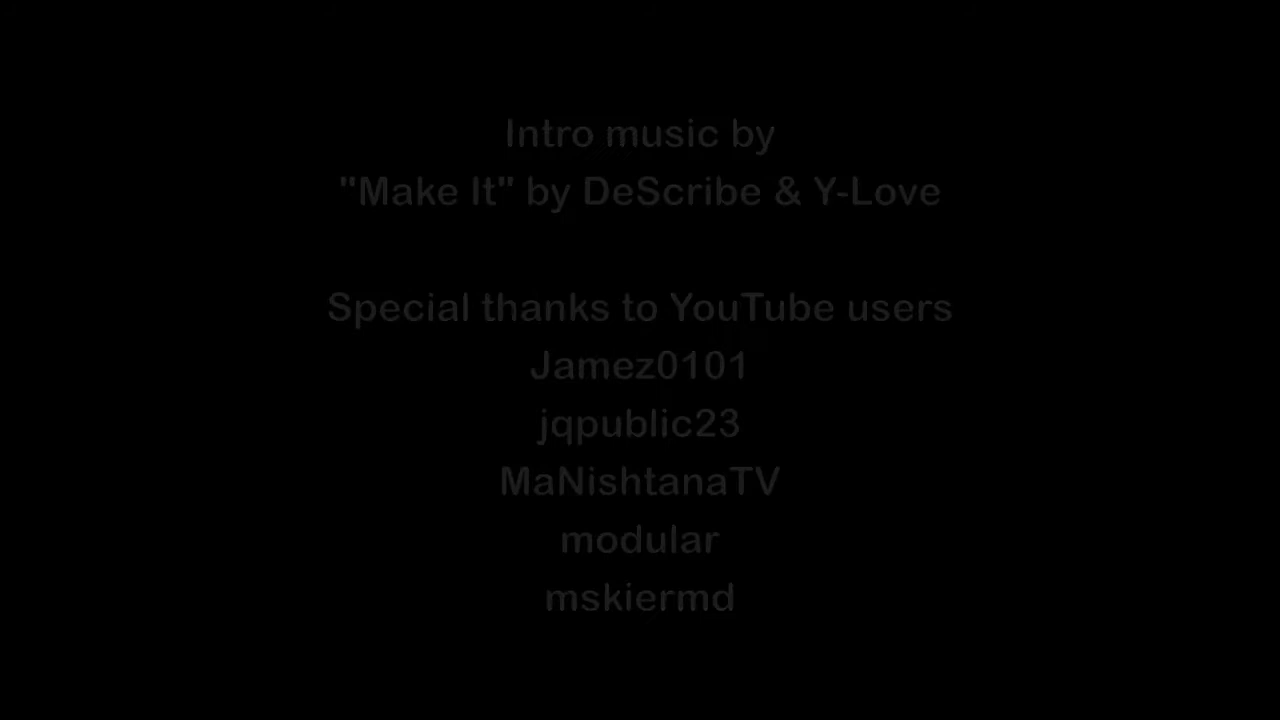 Intro music by
"Make It" by DeScribe & Y-Love
Special thanks to YouTube users
Jamez0101
jqpublic23
MaNishtanaTV
modular
mskiermd